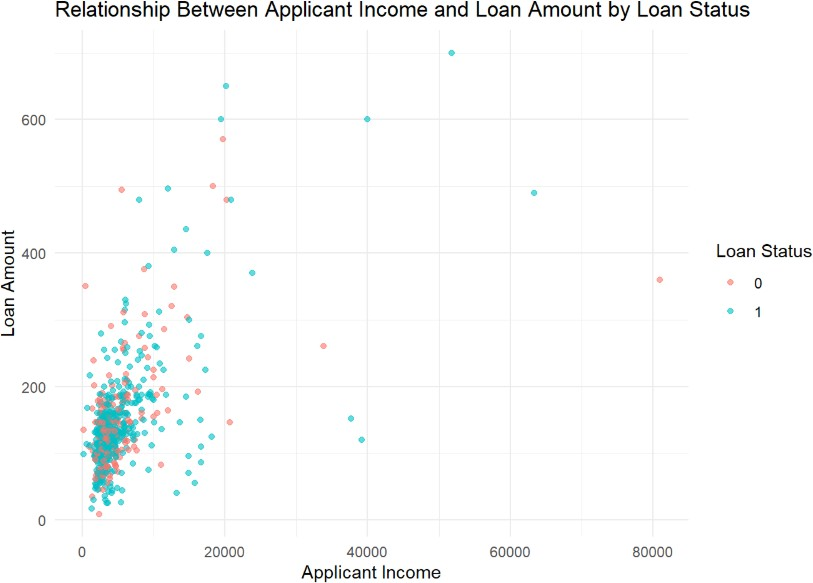 Relationship Between Applicant Income and Loan Amount by Loan Status
600
400
200
0
Loan Amount
0
20000
40000
60000
80000
Applicant Income
Loan Status
0
1